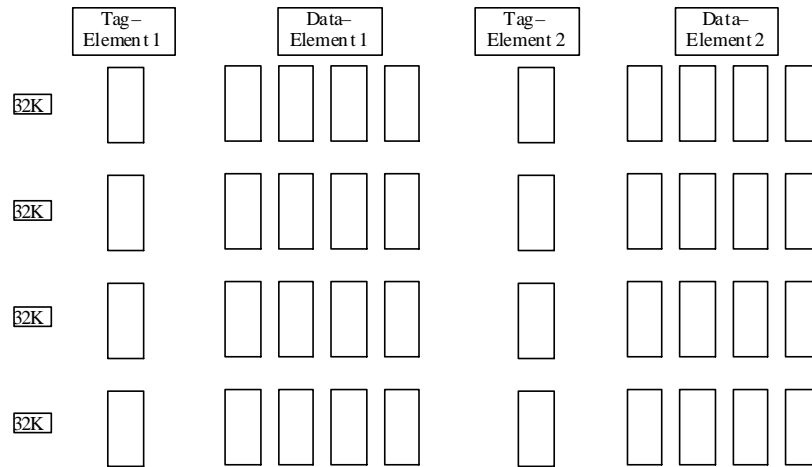 Tag–
Element 1
Data–
Element 1
Tag–
Element 2
Data–
Element 2
32K
32K
32K
32K